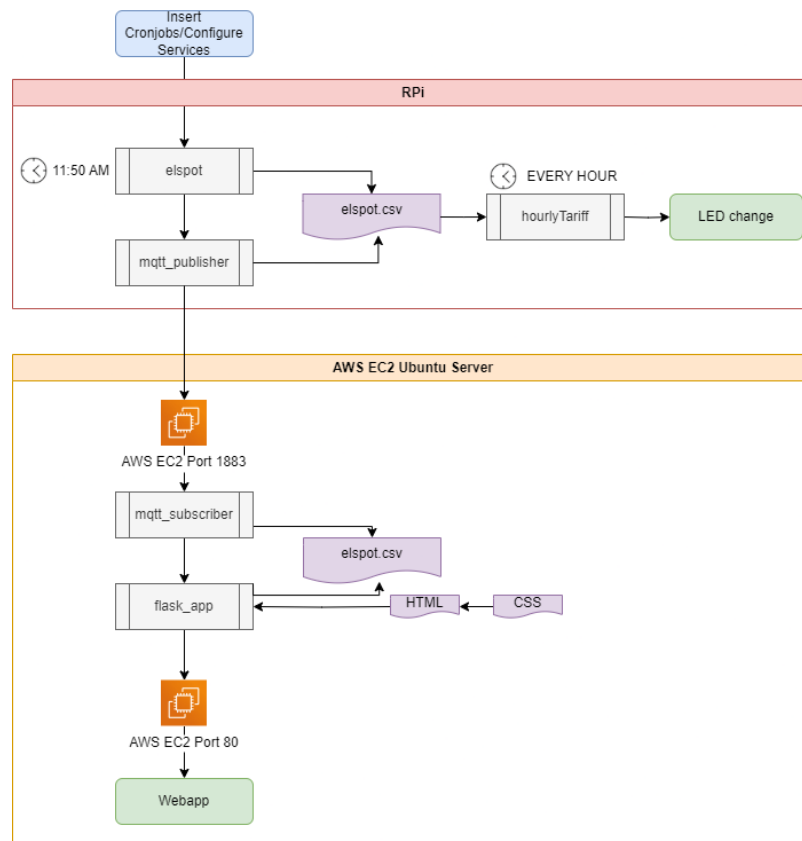 Insert
Cronjobs/Configure
Services
RPi
11:50 AM
elspot
EVERY HOUR
elspot.csv
hourlyTariff
LED change
mqtt_publisher
AWS EC2 Ubuntu Server
AWS EC2 Port 1883
mqtt_subscriber
elspot.csv
flask_app
HTML
CSS
AWS EC2 Port 80
Webapp